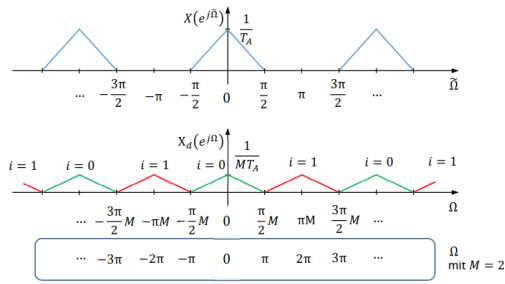 X(e^{jΩ̃}) 1/T_A
⋯ −3π/2 −π −π/2 0 π/2 π 3π/2 ⋯ Ω̃
X_d(e^{jΩ}) 1/MT_A
i = 1 i = 0 i = 1 i = 0 i = 1 i = 0 i = 1
Ω
⋯ −3π/2 M −πM −π/2 M 0 π/2 M πM 3π/2 M ⋯
⋯ −3π −2π −π 0 π 2π 3π ⋯ Ω
mit M = 2